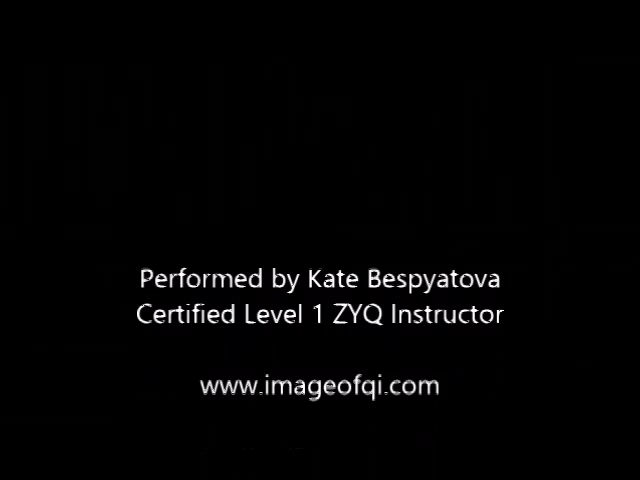 Performed by Kate Bespyatova
Certified Level 1 ZYQ Instructor
www.imageofqi.com